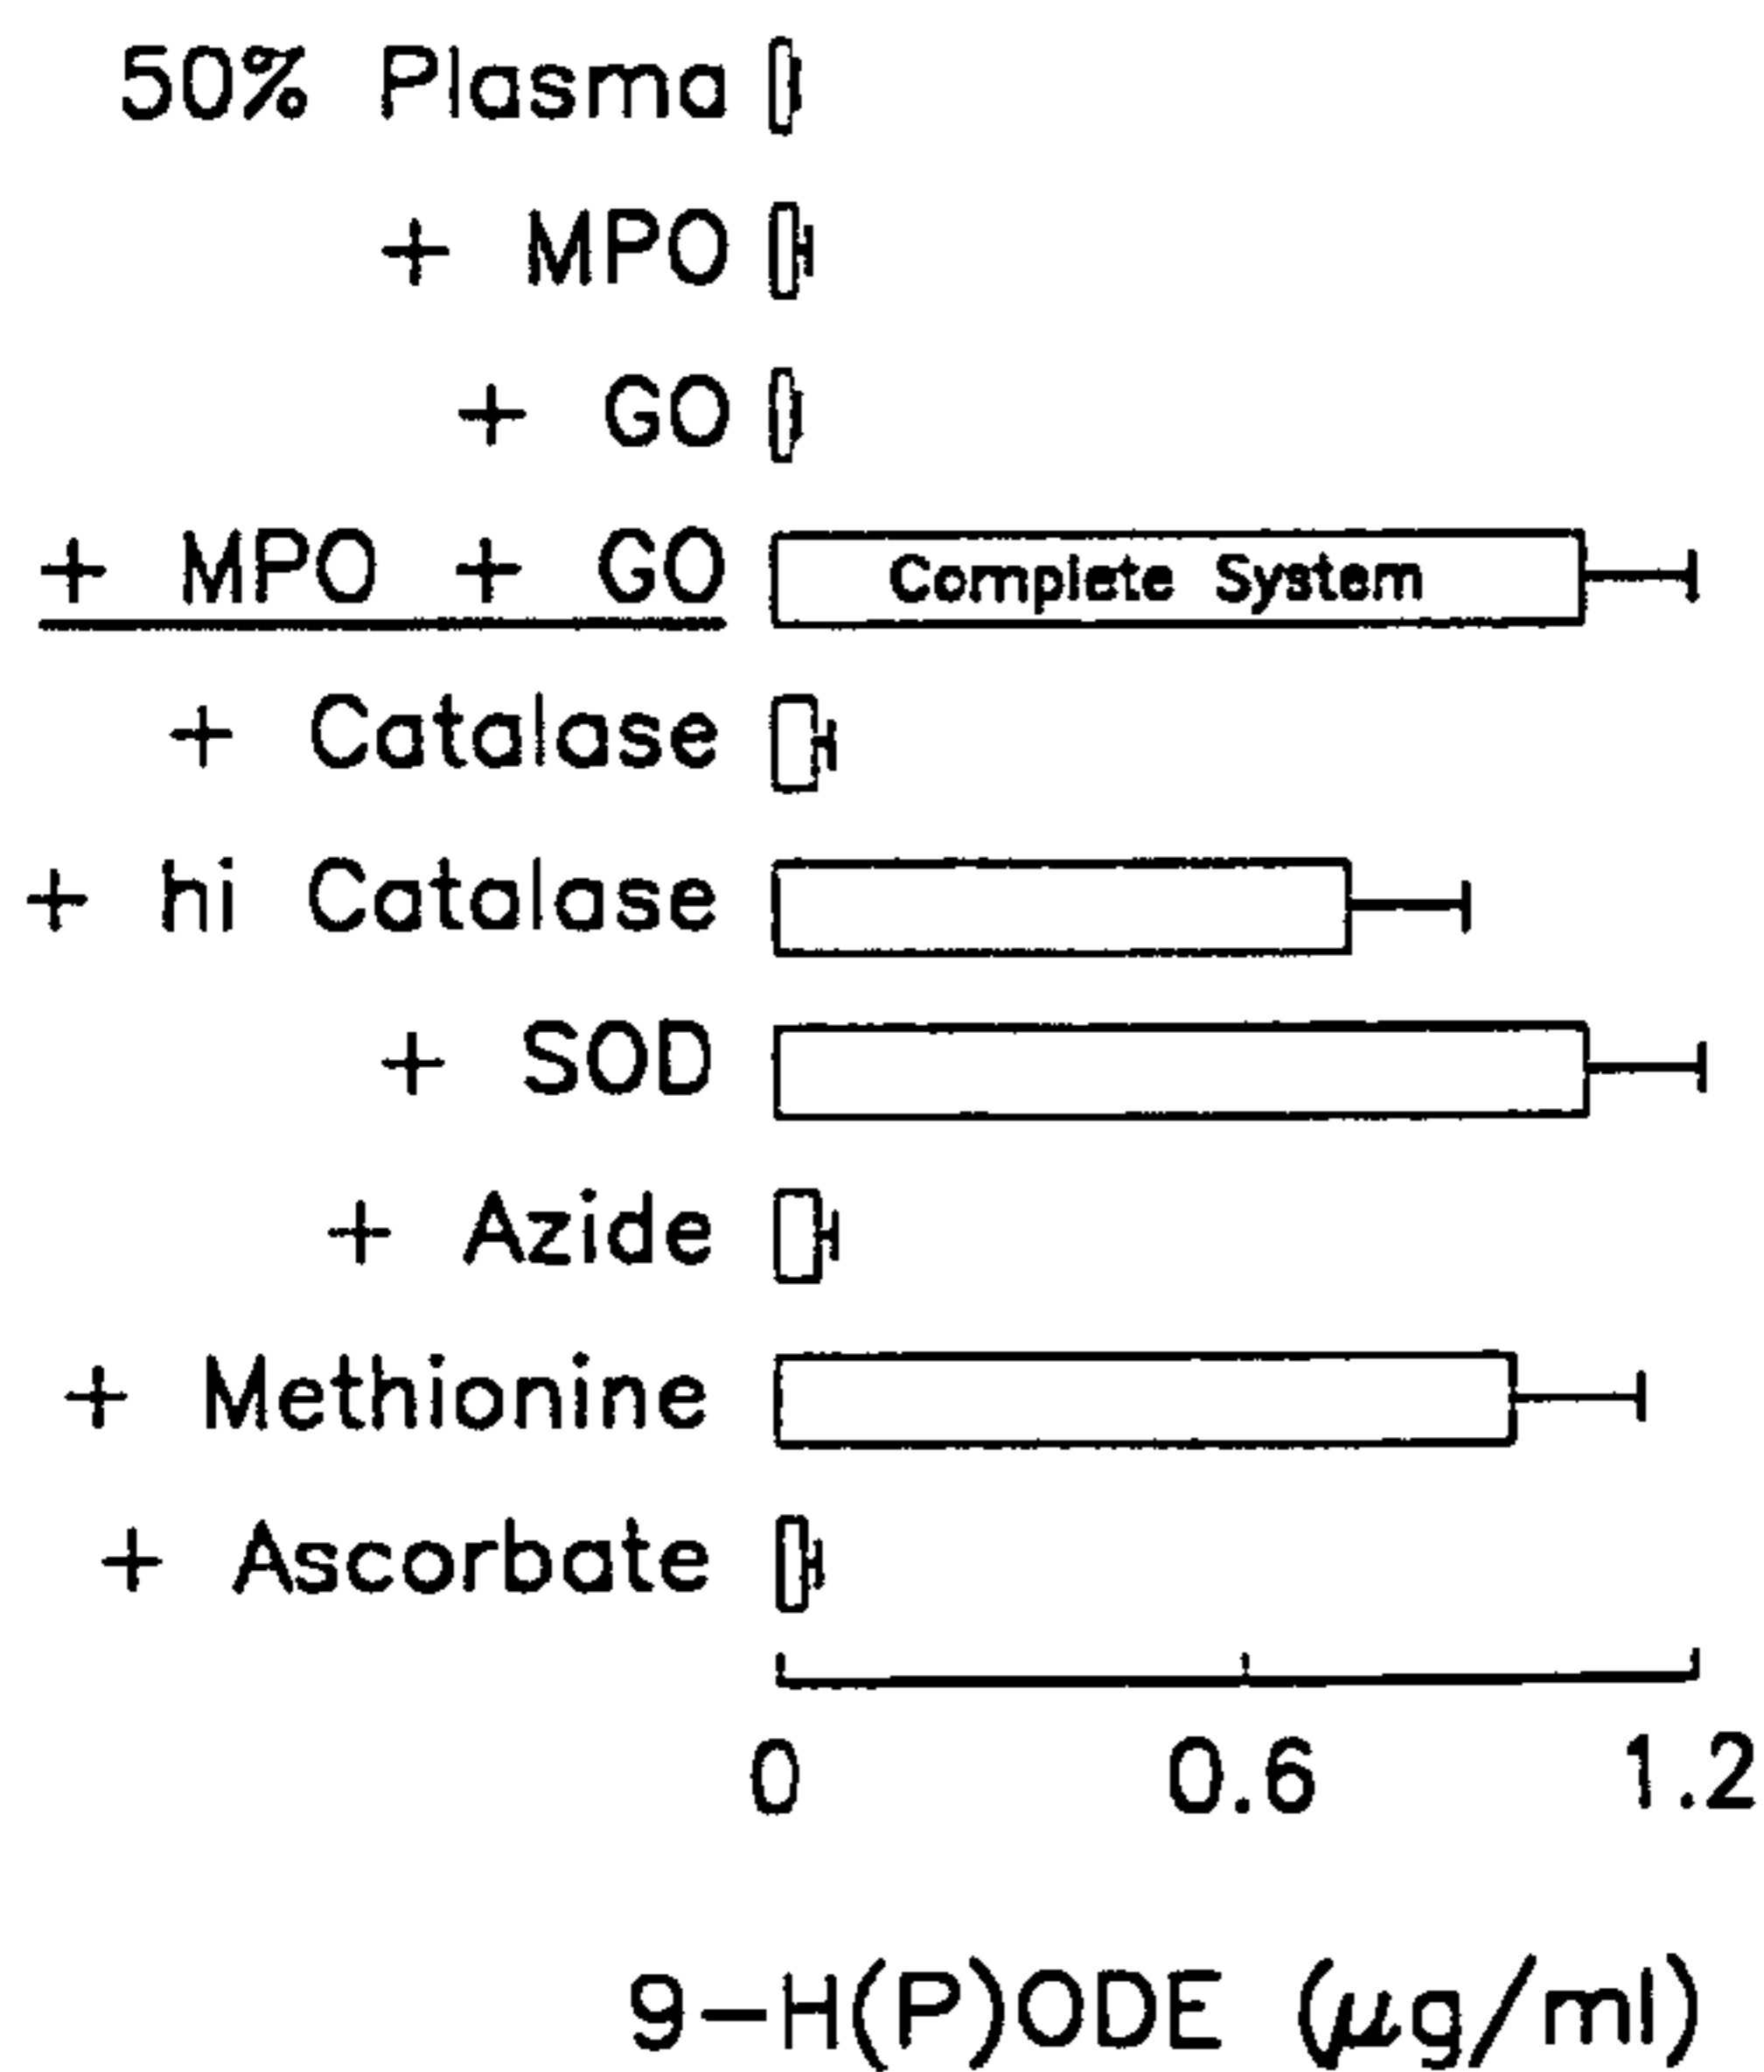 50% Plasma
+ MPO
+ GO
+ MPO + GO
Complete System
+ Catalase
+ hi Catalase
+ SOD
+ Azide
+ Methionine
+ Ascorbate
0 0.6 1.2
9-H(P)ODE (μg/ml)